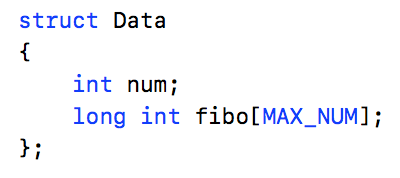 struct Data
{
    int num;
    long int fibo[MAX_NUM];
};